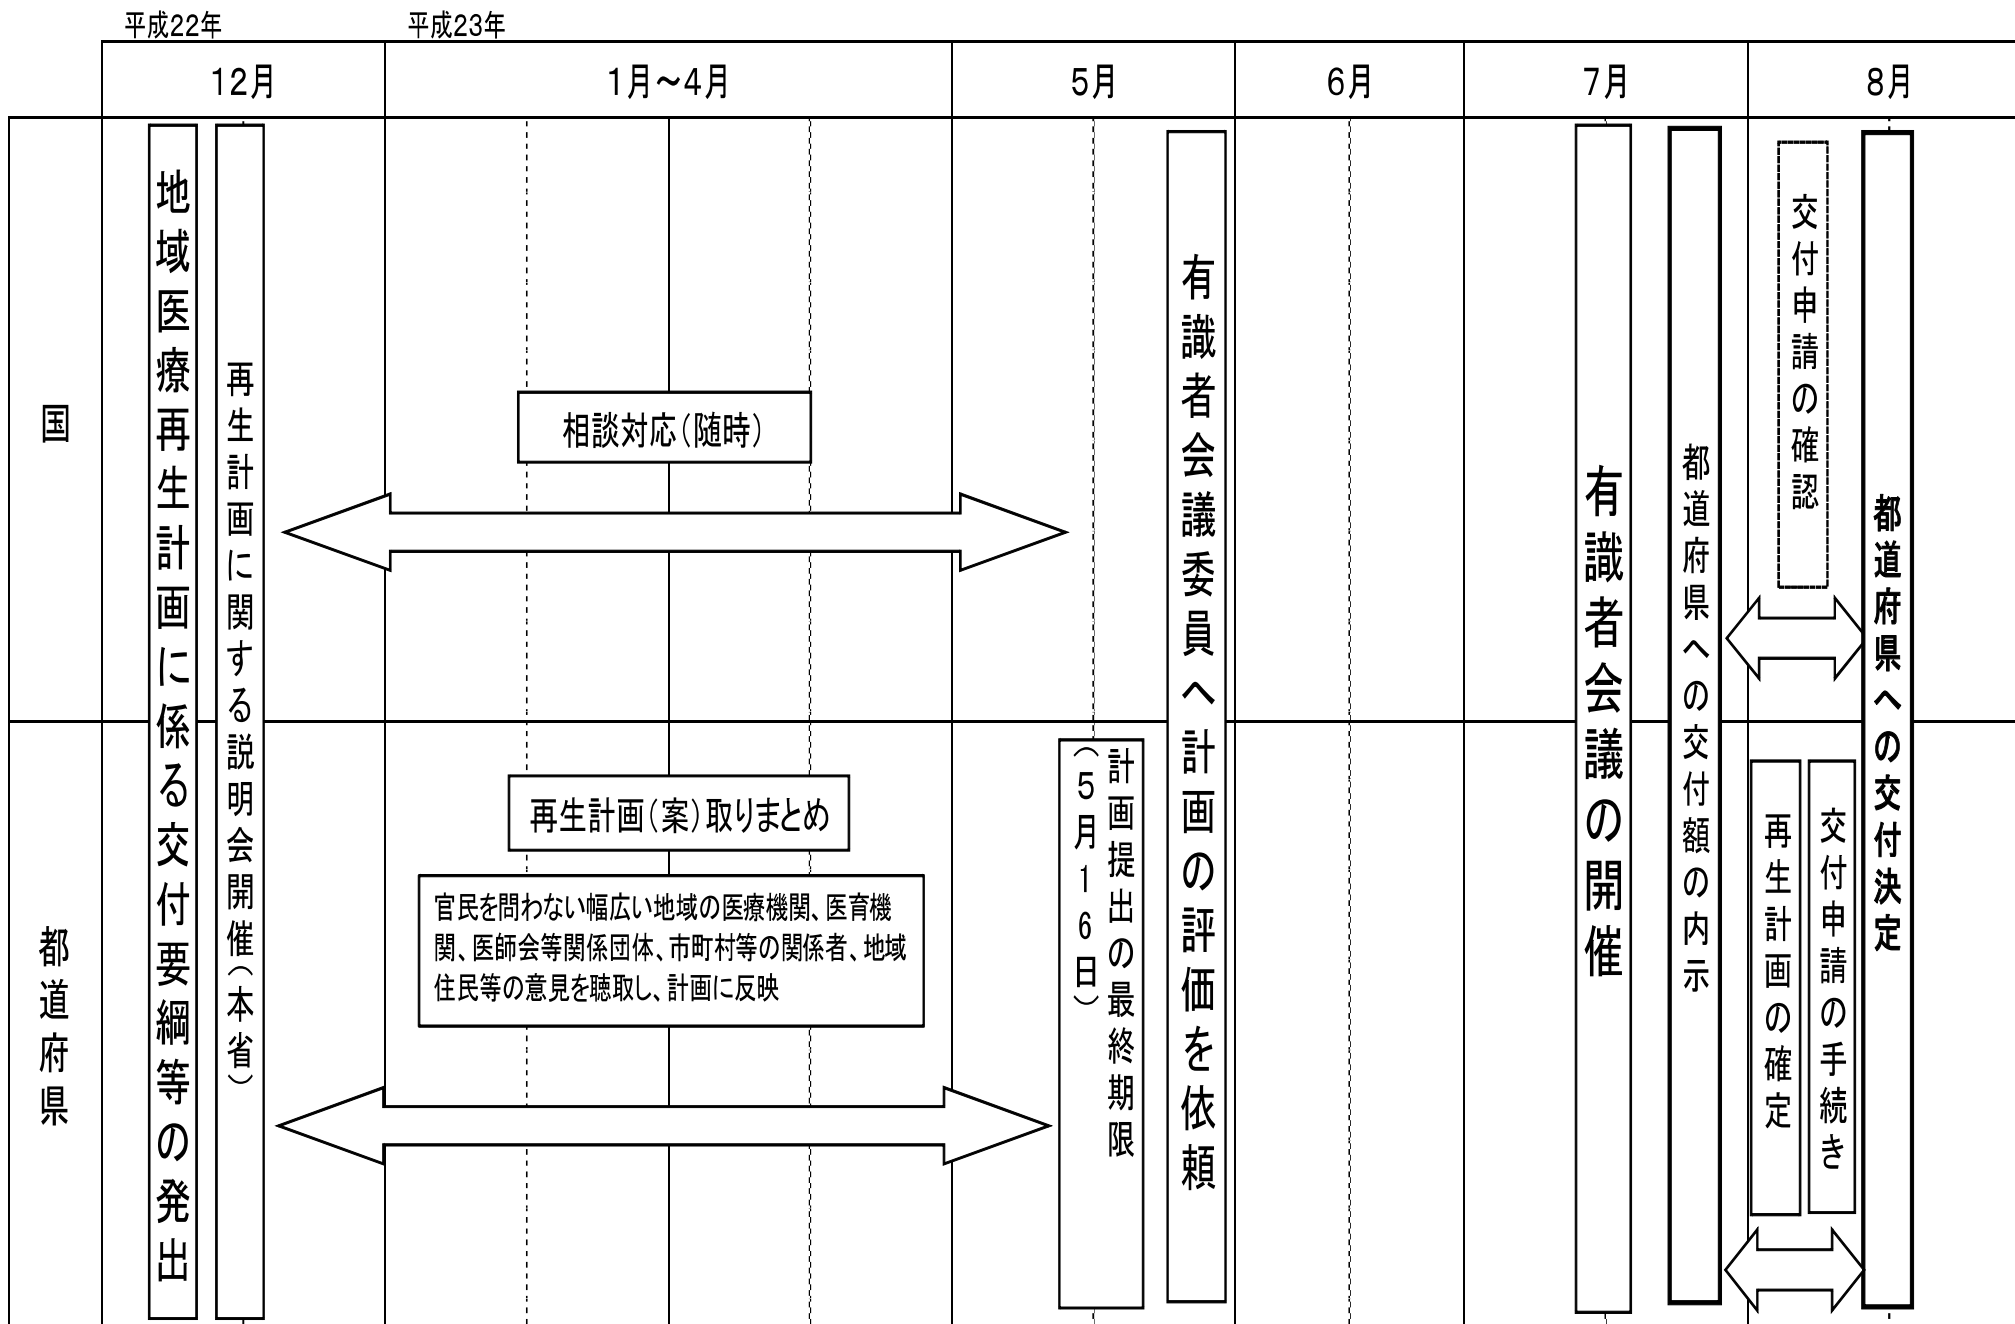 平成22年
平成23年
12月
1月～4月
5月
6月
7月
8月
国
都道府県
地域医療再生計画に係る交付要綱等の発出
再生計画に関する説明会開催(本省)
相談対応(随時)
再生計画(案)取りまとめ
官民を問わない幅広い地域の医療機関、医育機
関、医師会等関係団体、市町村等の関係者、地域
住民等の意見を聴取し、計画に反映
計画提出の最終期限
(5月16日)
有識者会議委員へ計画の評価を依頼
有識者会議の開催
都道府県への交付額の内示
交付申請の確認
再生計画の確定
交付申請の手続き
都道府県への交付決定